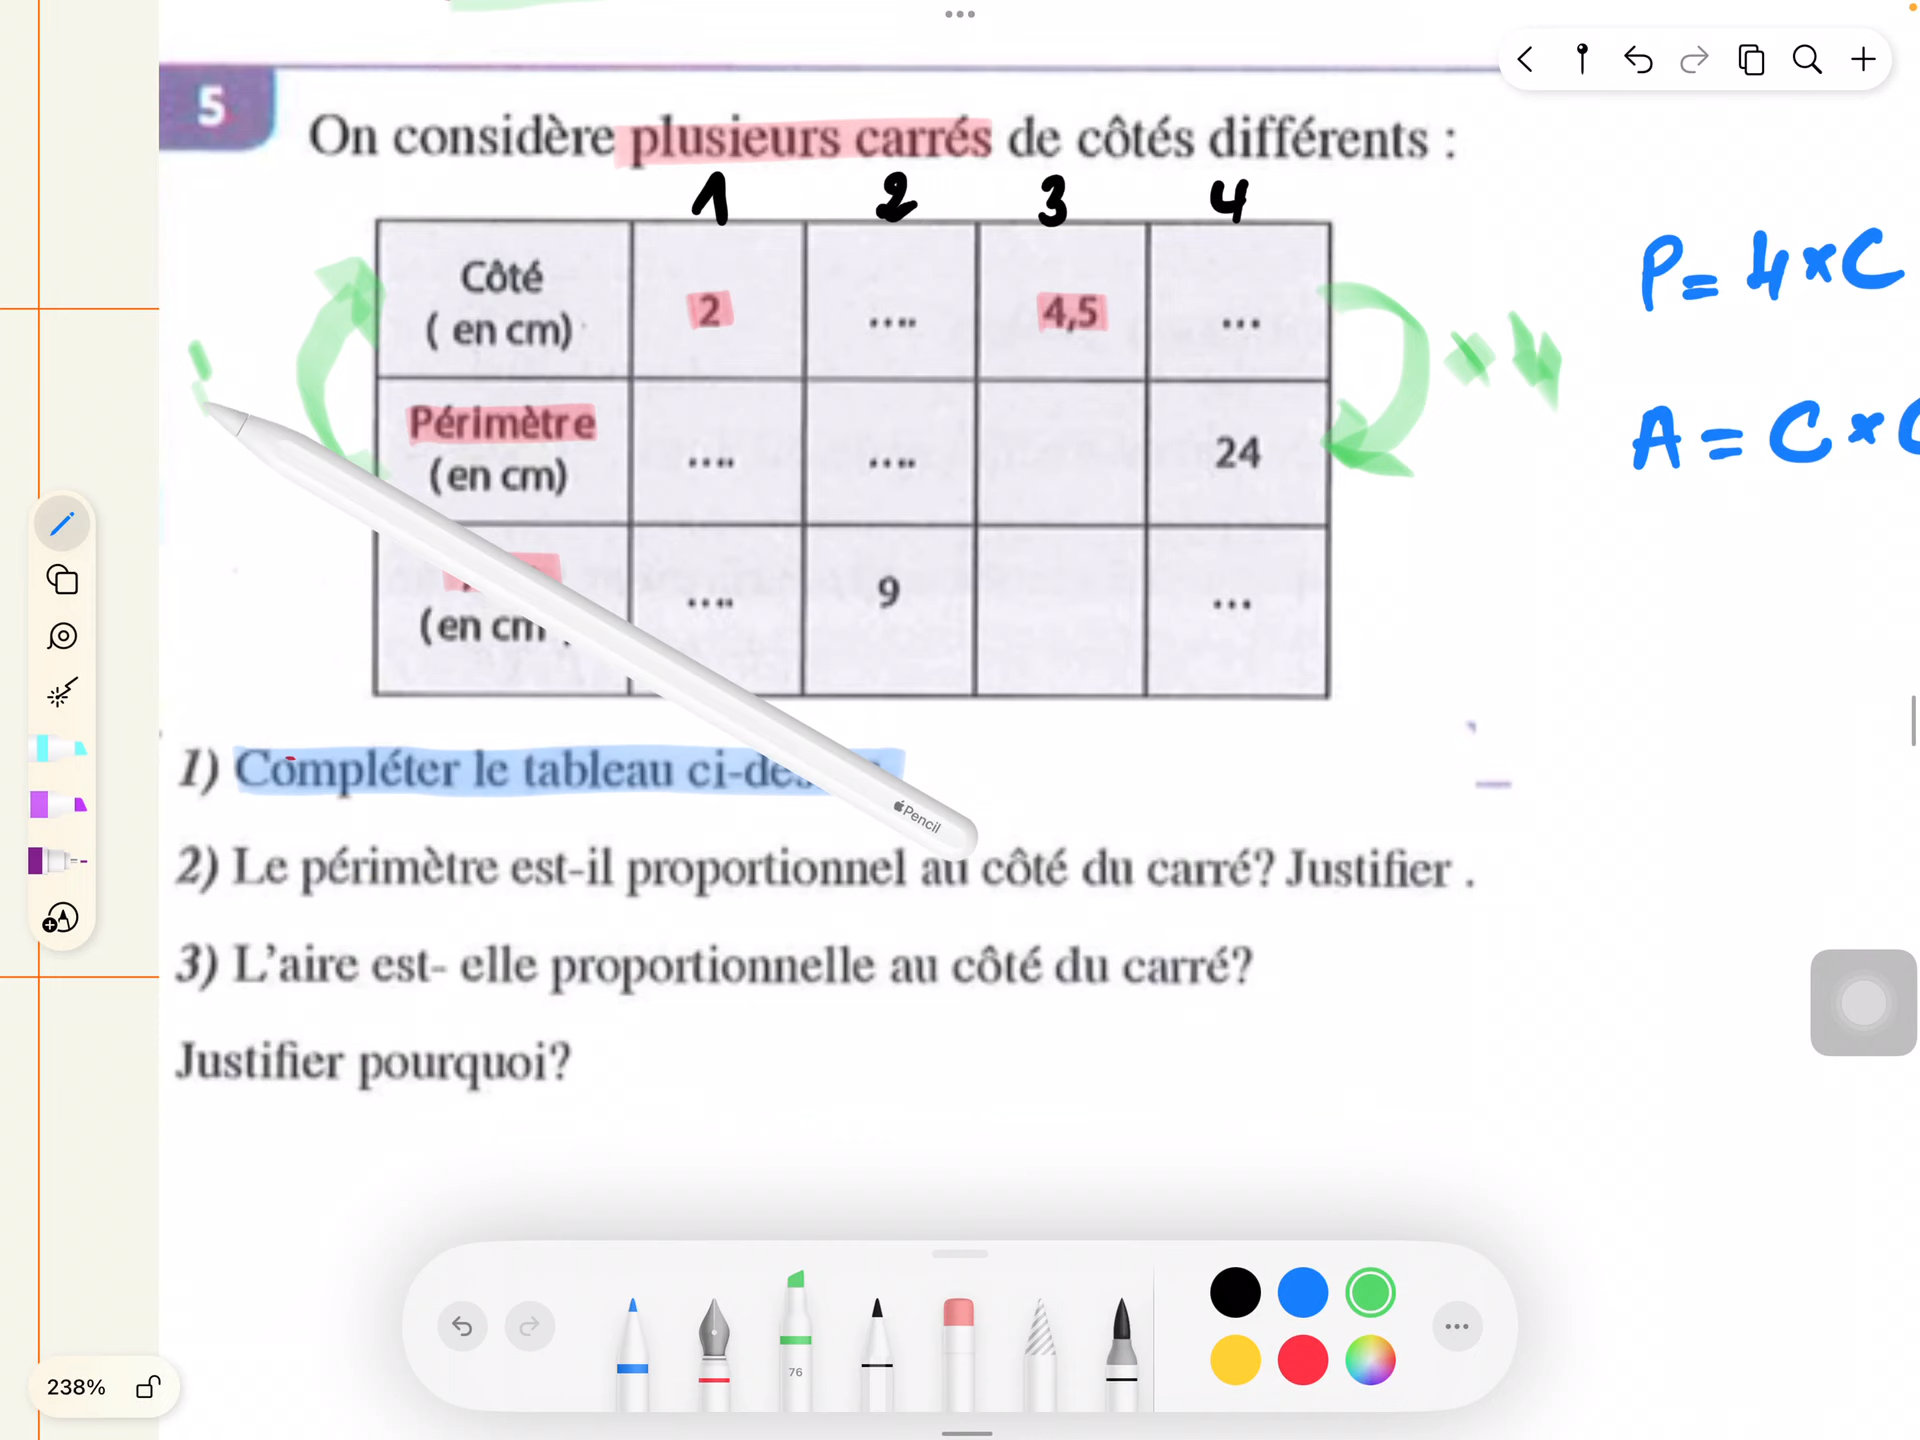 5
On considère plusieurs carrés de côtés différents :
1 2 3 4
Côté
( en cm) 2 .... 4,5 ...
Périmètre
(en cm) .... .... 24
(en cm .... 9 ...
× 4
P = 4 × C
A = C × C
1) Compléter le tableau
2) Le périmètre est-il proportionnel au côté du carré? Justifier .
3) L'aire est- elle proportionnelle au côté du carré?
Justifier pourquoi?
Pencil
76
238%